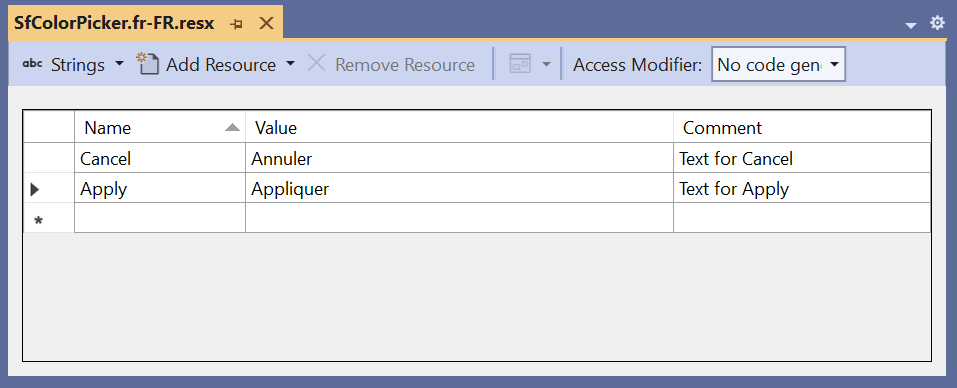 SfColorPicker.fr-FR.resx
abc Strings Add Resource Remove Resource Access Modifier: No code gen
Name Value Comment
Cancel Annuler Text for Cancel
Apply Appliquer Text for Apply
*